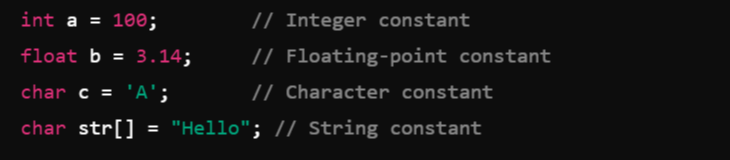 int a = 100;          // Integer constant
float b = 3.14;       // Floating-point constant
char c = 'A';         // Character constant
char str[] = "Hello"; // String constant